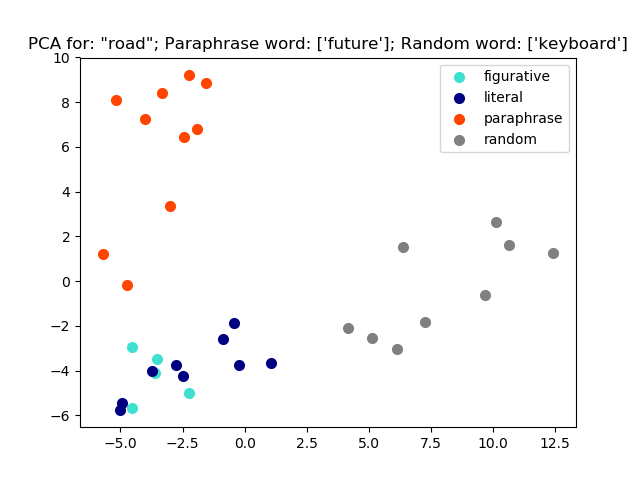 PCA for: "road"; Paraphrase word: ['future']; Random word: ['keyboard']
figurative
literal
paraphrase
random
10
8
6
4
2
0
−2
−4
−6
−5.0 −2.5 0.0 2.5 5.0 7.5 10.0 12.5